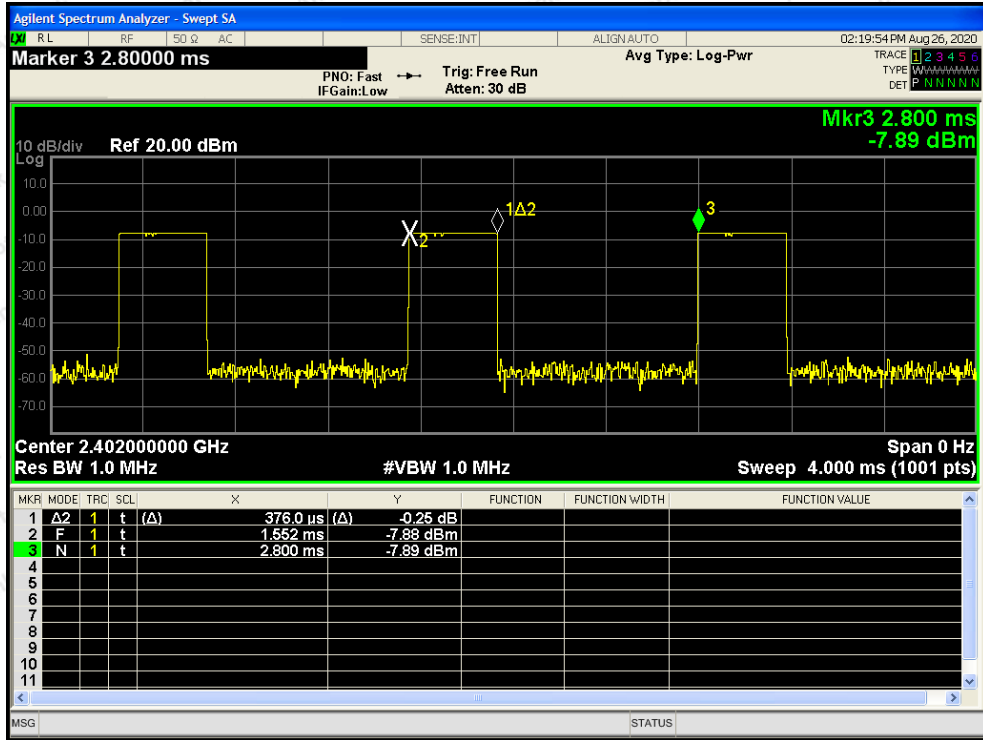 Agilent Spectrum Analyzer - Swept SA
LXI RL RF 50 Ω AC SENSE:INT ALIGN AUTO 02:19:54 PM Aug 26, 2020
Marker 3 2.80000 ms
PNO: Fast
IFGain:Low
Trig: Free Run
Atten: 30 dB
Avg Type: Log-Pwr
TRACE 1 2 3 4 5 6
TYPE W
DET P N N N N N
Mkr3 2.800 ms
-7.89 dBm
10 dB/div Ref 20.00 dBm
Log
10.0
0.00
-10.0
-20.0
-30.0
-40.0
-50.0
-60.0
-70.0
X2
1Δ2
3
Center 2.402000000 GHz Span 0 Hz
Res BW 1.0 MHz #VBW 1.0 MHz Sweep 4.000 ms (1001 pts)
MKR MODE TRC SCL X Y FUNCTION FUNCTION WIDTH FUNCTION VALUE
1 Δ2 1 t (Δ) 376.0 µs (Δ) -0.25 dB
2 F 1 t 1.552 ms -7.88 dBm
3 N 1 t 2.800 ms -7.89 dBm
4
5
6
7
8
9
10
11
MSG STATUS